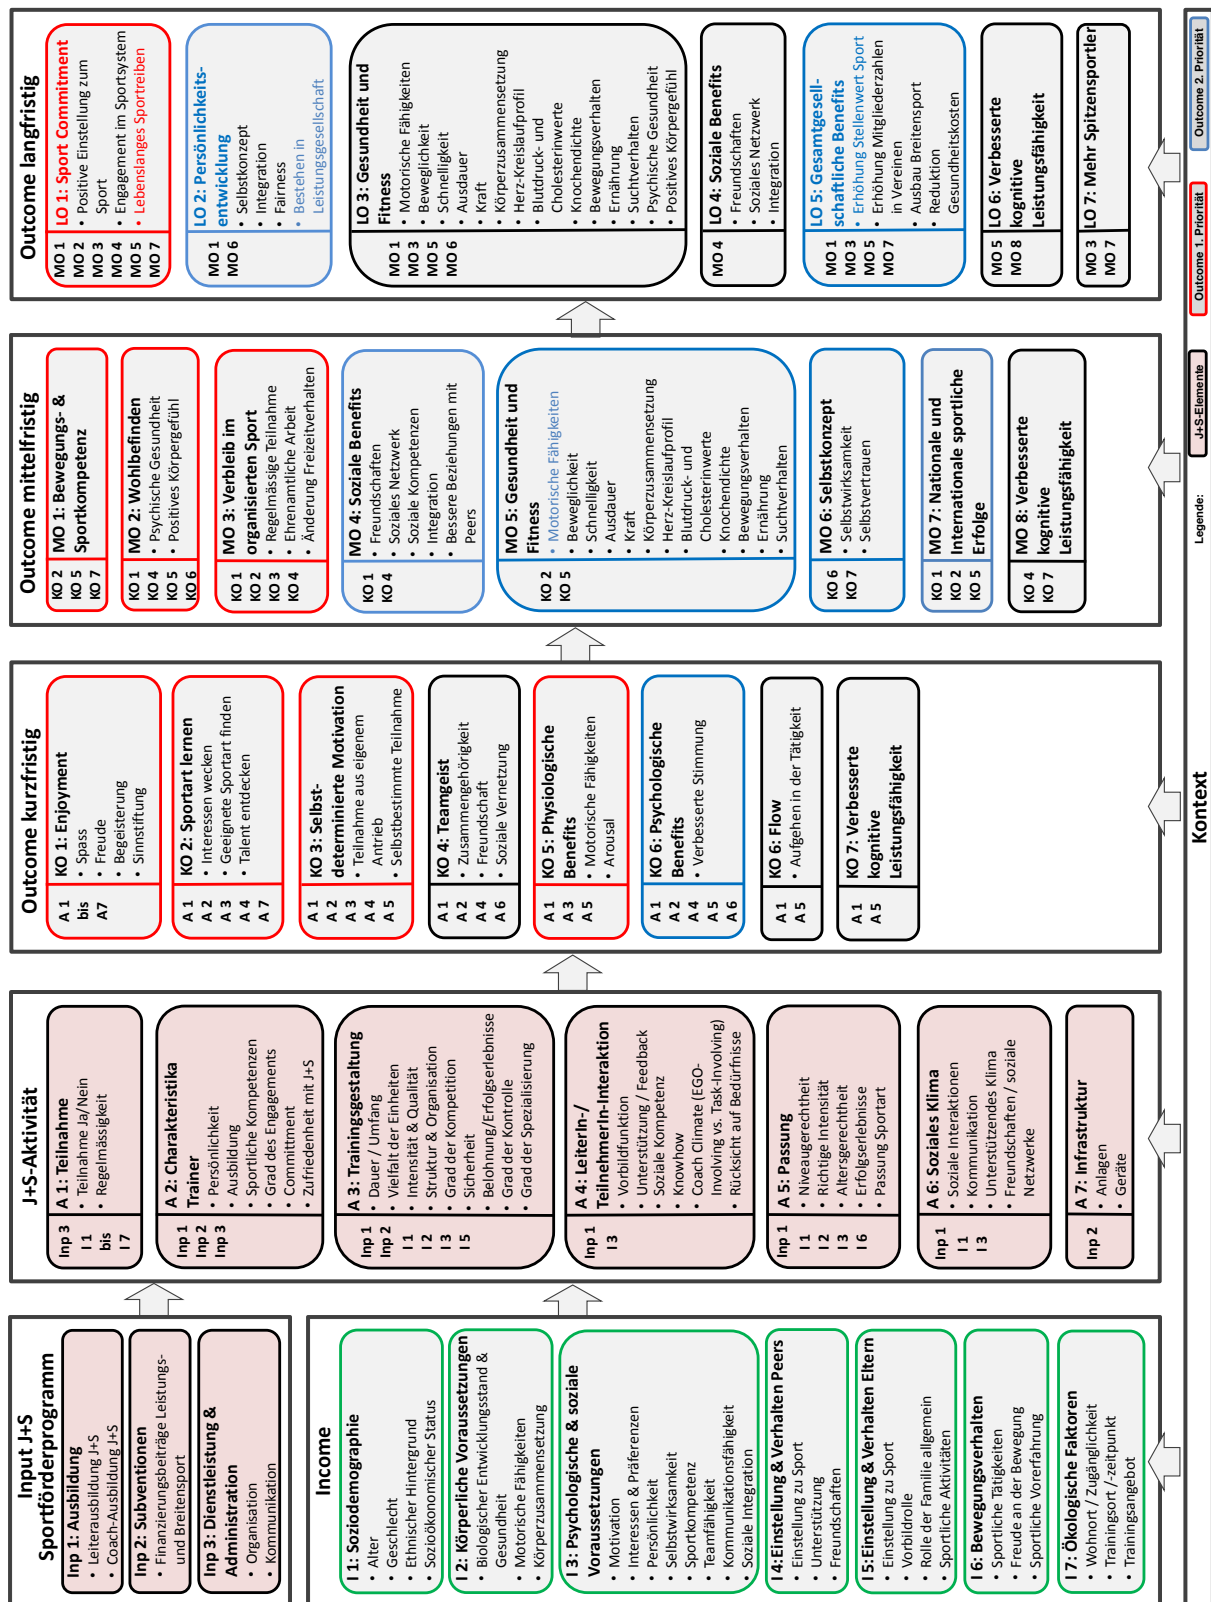 Input J+S
Sportförderprogramm
Inp 1: Ausbildung
• Leiterausbildung J+S
• Coach-Ausbildung J+S
Inp 2: Subventionen
• Finanzierungsbeiträge Leistungs-
und Breitensport
Inp 3: Dienstleistung &
Administration
• Organisation
• Kommunikation
Income
I 1: Soziodemographie
• Alter
• Geschlecht
• Ethnischer Hintergrund
• Sozioökonomischer Status
I 2: Körperliche Voraussetzungen
• Biologischer Entwicklungsstand &
Gesundheit
• Motorische Fähigkeiten
• Körperzusammensetzung
I 3: Psychologische & soziale
Voraussetzungen
• Motivation
• Interessen & Präferenzen
• Persönlichkeit
• Selbstwirksamkeit
• Sportkompetenz
• Teamfähigkeit
• Kommunikationsfähigkeit
• Soziale Integration
I 4: Einstellung & Verhalten Peers
• Einstellung zu Sport
• Unterstützung
• Freundschaften
I 5:Einstellung & Verhalten Eltern
• Einstellung zu Sport
• Vorbildrolle
• Rolle der Familie allgemein
• Sportliche Aktivitäten
I 6: Bewegungsverhalten
• Sportliche Tätigkeiten
• Freude an der Bewegung
• Sportliche Vorerfahrung
I 7: Ökologische Faktoren
• Wohnort / Zugänglichkeit
• Trainingsort /-zeitpunkt
• Trainingsangebot
J+S-Aktivität
Inp 3
I 1
bis
I 7
A 1: Teilnahme
• Teilnahme Ja/Nein
• Regelmässigkeit
Inp 1
Inp 2
Inp 3
A 2: Charakteristika
Trainer
• Persönlichkeit
• Ausbildung
• Sportliche Kompetenzen
• Grad des Engagements
• Committment
• Zufriedenheit mit J+S
Inp 1
Inp 2
I 1
I 2
I 3
I 5
A 3: Trainingsgestaltung
• Dauer / Umfang
• Vielfalt der Einheiten
• Intensität & Qualität
• Struktur & Organisation
• Grad der Kompetition
• Sicherheit
• Belohnung/Erfolgserlebnisse
• Grad der Kontrolle
• Grad der Spezialisierung
Inp 1
I 3
A 4: LeiterIn-/
TeilnehmerIn-Interaktion
• Vorbildfunktion
• Unterstützung / Feedback
• Soziale Kompetenz
• Knowhow
• Coach Climate (EGO-
Involving vs. Task-Involving)
• Rücksicht auf Bedürfnisse
Inp 1
I 1
I 2
I 3
I 6
A 5: Passung
• Niveaugerechtheit
• Richtige Intensität
• Altersgerechtheit
• Erfolgserlebnisse
• Passung Sportart
Inp 1
I 1
I 3
A 6: Soziales Klima
• Soziale Interaktionen
• Kommunikation
• Unterstützendes Klima
• Freundschaften / soziale
Netzwerke
Inp 2
A 7: Infrastruktur
• Anlagen
• Geräte
Outcome kurzfristig
A 1
bis
A7
KO 1: Enjoyment
• Spass
• Freude
• Begeisterung
• Sinnstiftung
A 1
A 2
A 3
A 4
A 7
KO 2: Sportart lernen
• Interessen wecken
• Geeignete Sportart finden
• Talent entdecken
A 1
A 2
A 3
A 4
A 5
KO 3: Selbst-
determinierte Motivation
• Teilnahme aus eigenem
Antrieb
• Selbstbestimmte Teilnahme
A 1
A 2
A 4
A 6
KO 4: Teamgeist
• Zusammengehörigkeit
• Freundschaft
• Soziale Vernetzung
A 1
A 3
A 5
KO 5: Physiologische
Benefits
• Motorische Fähigkeiten
• Arousal
A 1
A 2
A 4
A 5
A 6
KO 6: Psychologische
Benefits
• Verbesserte Stimmung
A 1
A 5
KO 6: Flow
• Aufgehen in der Tätigkeit
A 1
A 5
KO 7: Verbesserte
kognitive
Leistungsfähigkeit
Outcome mittelfristig
KO 2
KO 5
KO 7
MO 1: Bewegungs- &
Sportkompetenz
KO 1
KO 4
KO 5
KO 6
MO 2: Wohlbefinden
• Psychische Gesundheit
• Positives Körpergefühl
KO 1
KO 2
KO 3
KO 4
MO 3: Verbleib im
organisierten Sport
• Regelmässige Teilnahme
• Ehrenamtliche Arbeit
• Änderung Freizeitverhalten
KO 1
KO 4
MO 4: Soziale Benefits
• Freundschaften
• Soziales Netzwerk
• Soziale Kompetenzen
• Integration
• Bessere Beziehungen mit
Peers
KO 2
KO 5
MO 5: Gesundheit und
Fitness
• Motorische Fähigkeiten
• Beweglichkeit
• Schnelligkeit
• Ausdauer
• Kraft
• Körperzusammensetzung
• Herz-Kreislaufprofil
• Blutdruck- und
Cholesterinwerte
• Knochendichte
• Bewegungsverhalten
• Ernährung
• Suchtverhalten
KO 6
KO 7
MO 6: Selbstkonzept
• Selbstwirksamkeit
• Selbstvertrauen
KO 1
KO 2
KO 5
MO 7: Nationale und
Internationale sportliche
Erfolge
KO 4
KO 7
MO 8: Verbesserte
kognitive
Leistungsfähigkeit
Outcome langfristig
MO 1
MO 2
MO 3
MO 4
MO 5
MO 7
LO 1: Sport Commitment
• Positive Einstellung zum
Sport
• Engagement im Sportsystem
• Lebenslanges Sportreiben
MO 1
MO 6
LO 2: Persönlichkeits-
entwicklung
• Selbstkonzept
• Integration
• Fairness
• Bestehen in
Leistungsgesellschaft
MO 1
MO 3
MO 5
MO 6
LO 3: Gesundheit und
Fitness
• Motorische Fähigkeiten
• Beweglichkeit
• Schnelligkeit
• Ausdauer
• Kraft
• Körperzusammensetzung
• Herz-Kreislaufprofil
• Blutdruck- und
Cholesterinwerte
• Knochendichte
• Bewegungsverhalten
• Ernährung
• Suchtverhalten
• Psychische Gesundheit
• Positives Körpergefühl
MO 4
LO 4: Soziale Benefits
• Freundschaften
• Soziales Netzwerk
• Integration
MO 1
MO 3
MO 5
MO 7
LO 5: Gesamtgesell-
schaftliche Benefits
• Erhöhung Stellenwert Sport
• Erhöhung Mitgliederzahlen
in Vereinen
• Ausbau Breitensport
• Reduktion
Gesundheitskosten
MO 5
MO 8
LO 6: Verbesserte
kognitive
Leistungsfähigkeit
MO 3
MO 7
LO 7: Mehr Spitzensportler
Kontext
Legende:
J+S-Elemente
Outcome 1. Priorität
Outcome 2. Priorität